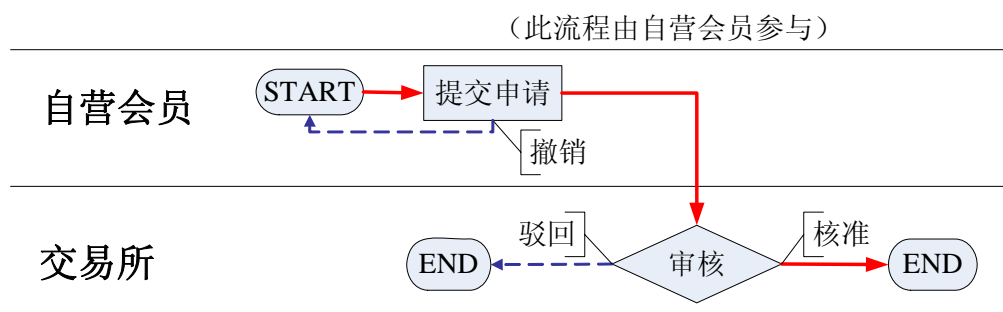 （此流程由自营会员参与）
自营会员
START
提交申请
撤销
交易所
END
驳回
审核
核准
END